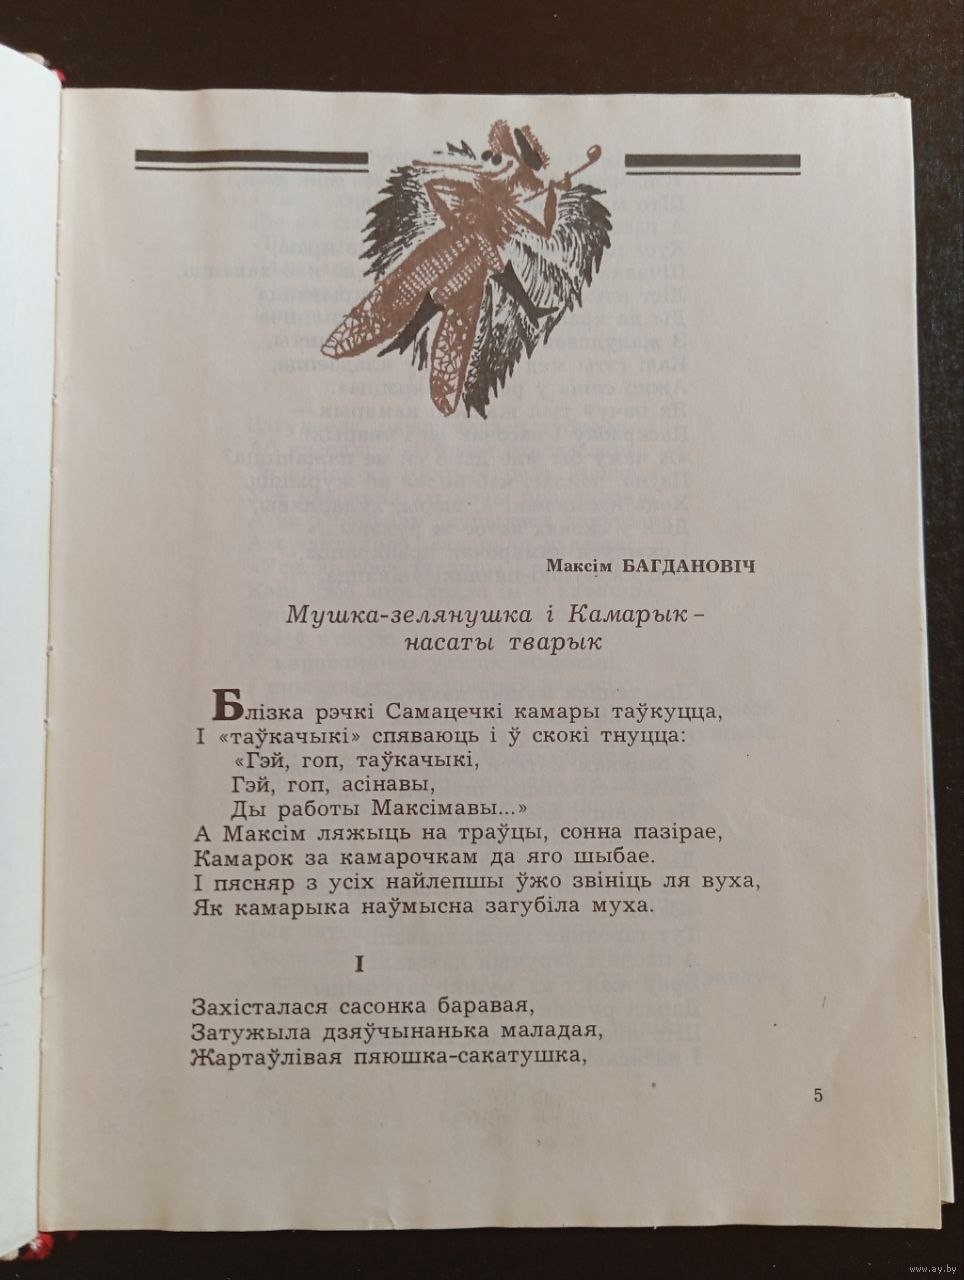 Максім БАГДАНОВІЧ
Мушка-зелянушка і Камарык –
насаты тварык
Блізка рэчкі Самацечкі камары таўкуцца,
І «таўкачыкі» спяваюць і ў скокі тнуцца:
«Гэй, гоп, таўкачыкі,
Гэй, гоп, асінавы,
Ды работы Максімавы...»
А Максім ляжыць на траўцы, сонна пазірае,
Камарок за камарочкам да яго шыбае.
І пясняр з усіх найлепшы ўжо звініць ля вуха,
Як камарыка наўмысна загубіла муха.
I
Захісталася сасонка баравая,
Затужыла дзяўчынанька маладая,
Жартаўлівая пяюшка-сакатушка,
5
www.ay.by